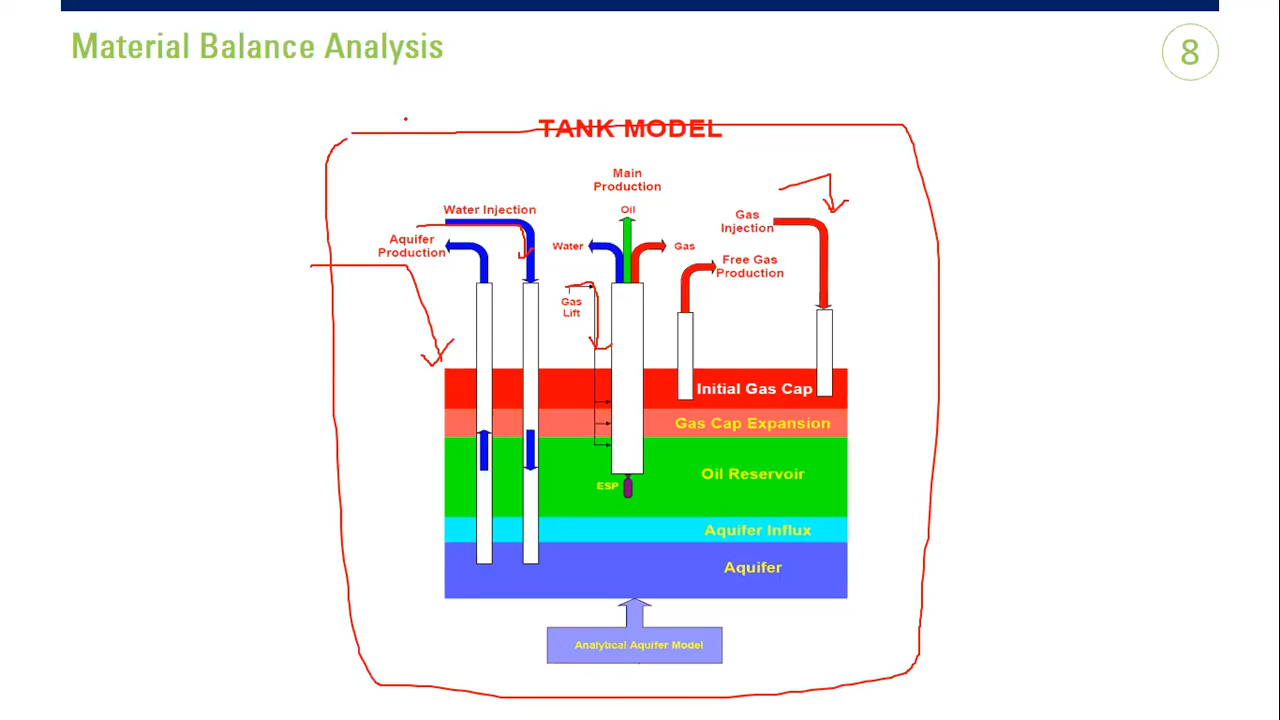 Material Balance Analysis
8
TANK MODEL
Main
Production
Oil
Water Injection
Gas
Injection
Aquifer
Production
Water
Gas
Free Gas
Production
Gas
Lift
Initial Gas Cap
Gas Cap Expansion
Oil Reservoir
ESP
Aquifer Influx
Aquifer
Analytical Aquifer Model